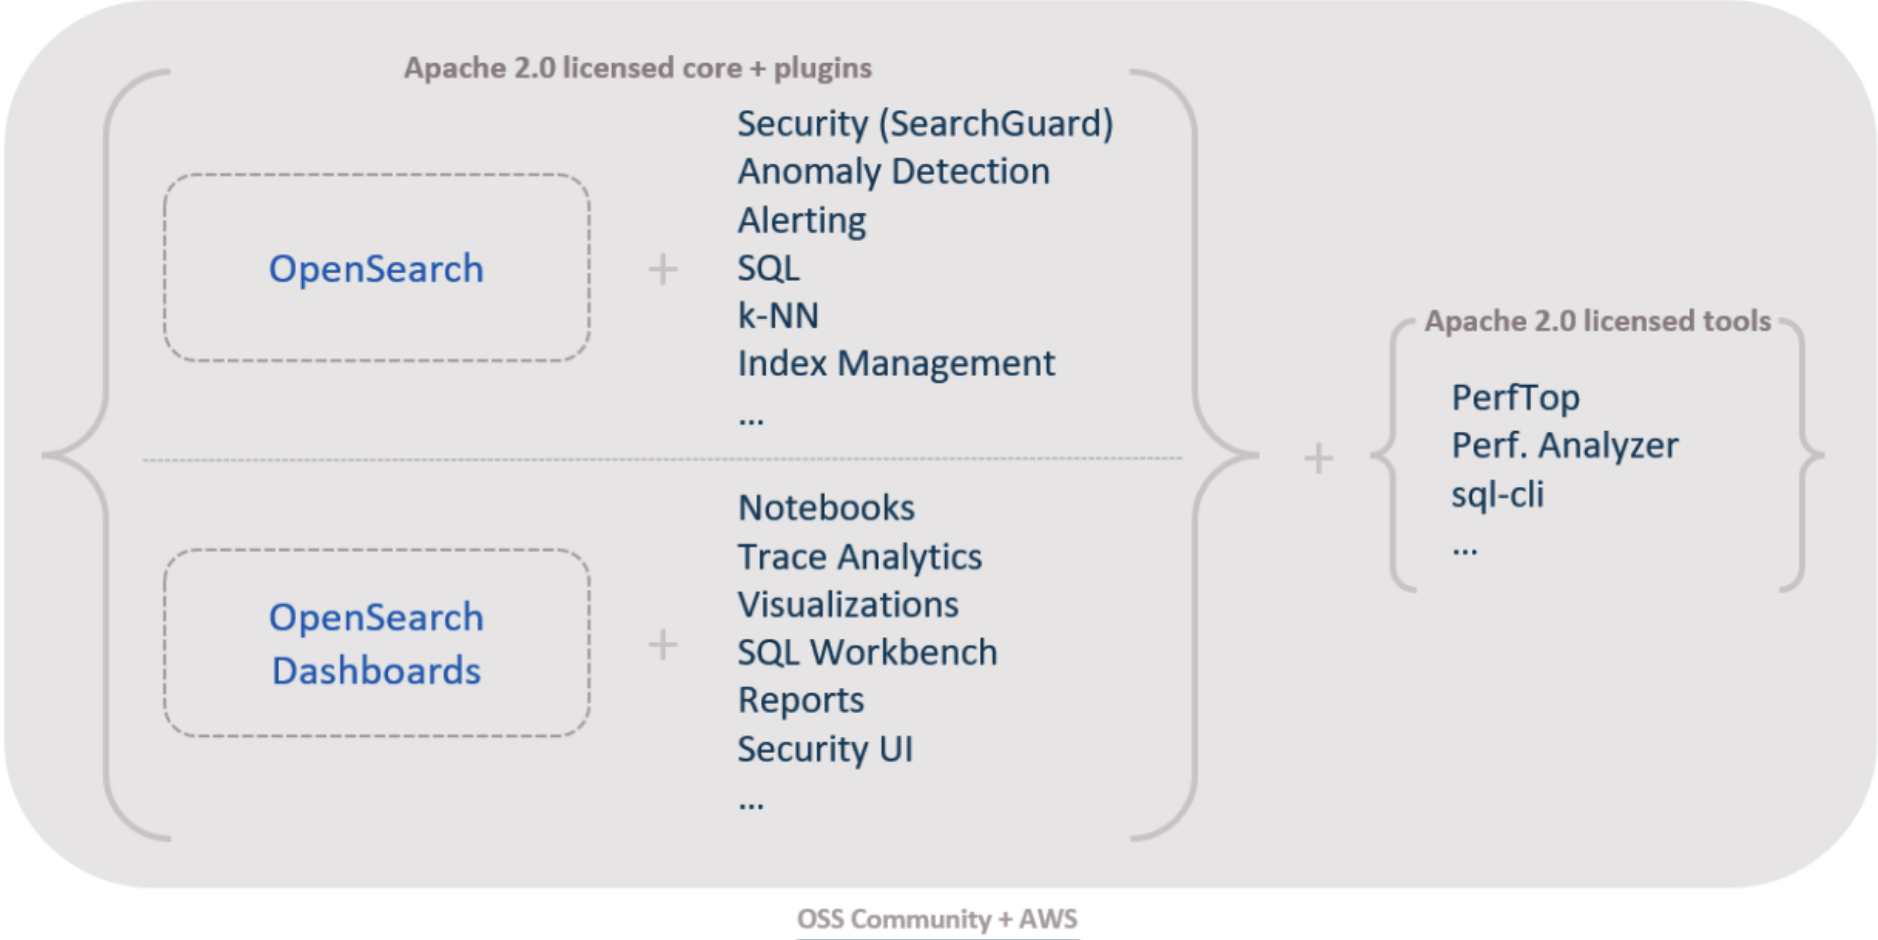 Apache 2.0 licensed core + plugins
OpenSearch
+
Security (SearchGuard)
Anomaly Detection
Alerting
SQL
k-NN
Index Management
...
OpenSearch
Dashboards
+
Notebooks
Trace Analytics
Visualizations
SQL Workbench
Reports
Security UI
...
+
Apache 2.0 licensed tools
PerfTop
Perf. Analyzer
sql-cli
...
OSS Community + AWS